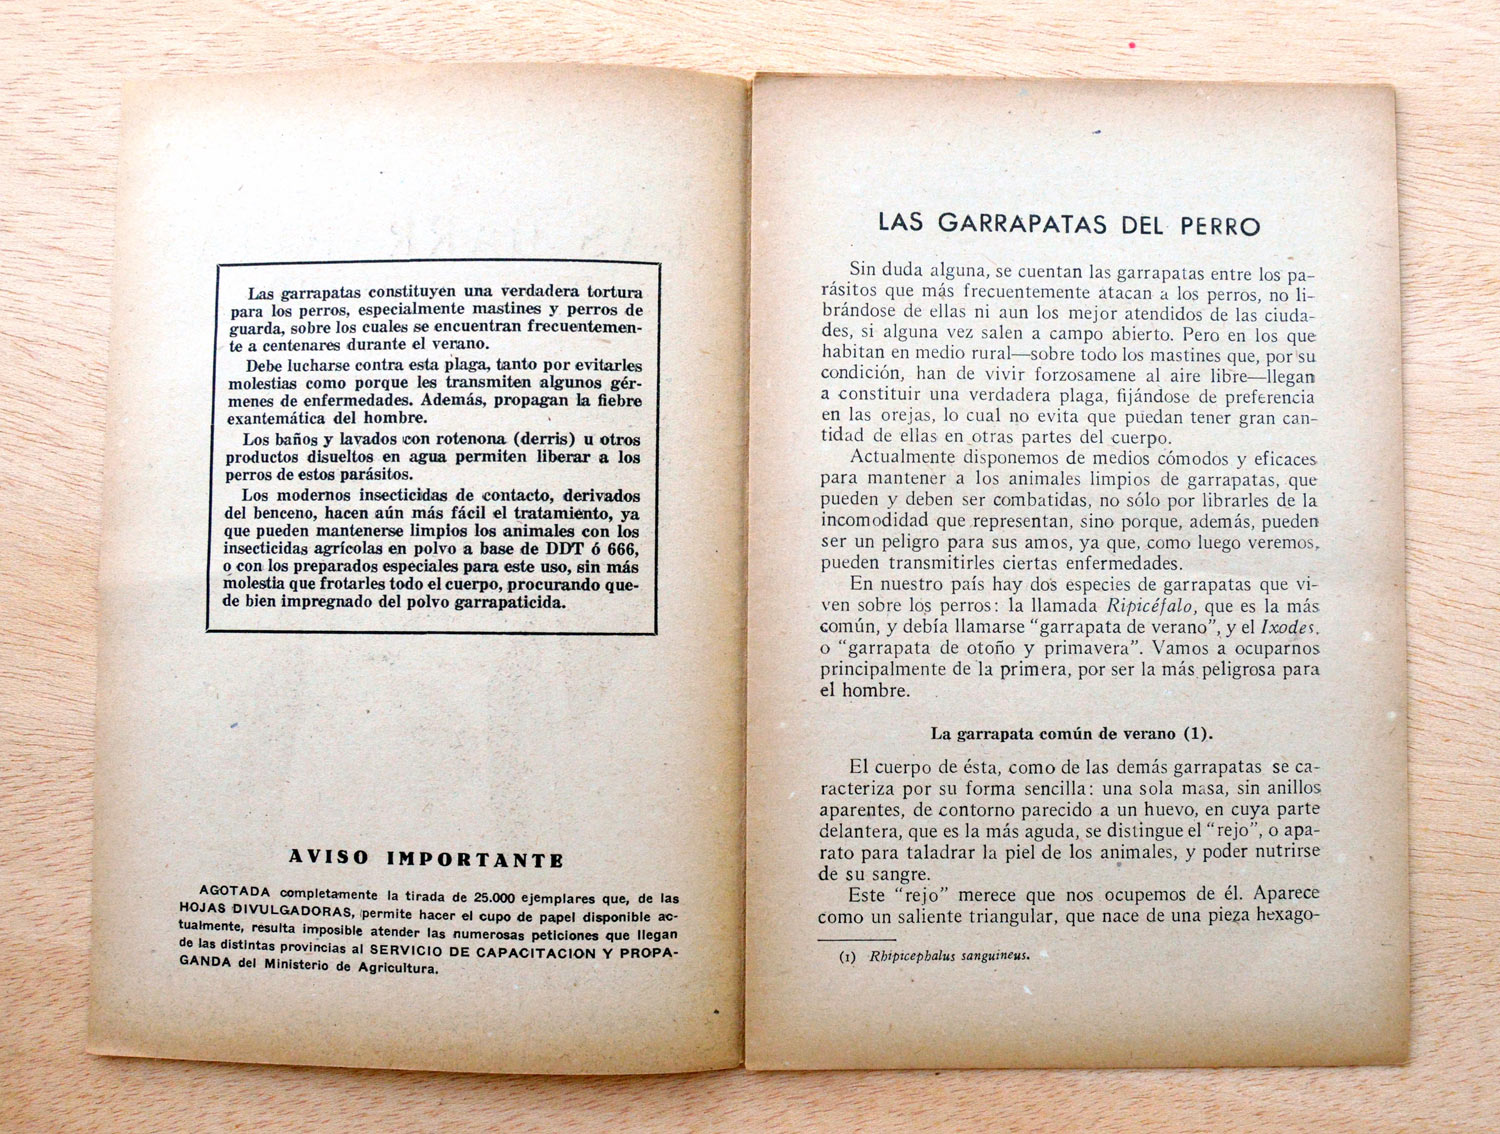 Las garrapatas constituyen una verdadera tortura
para los perros, especialmente mastines y perros de
guarda, sobre los cuales se encuentran frecuentemen-
te a centenares durante el verano.
Debe lucharse contra esta plaga, tanto por evitarles
molestias como porque les transmiten algunos gér-
menes de enfermedades. Además, propagan la fiebre
exantemática del hombre.
Los baños y lavados con rotenona (derris) u otros
productos disueltos en agua permiten liberar a los
perros de estos parásitos.
Los modernos insecticidas de contacto, derivados
del benceno, hacen aún más fácil el tratamiento, ya
que pueden mantenerse limpios los animales con los
insecticidas agrícolas en polvo a base de DDT ó 666,
o con los preparados especiales para este uso, sin más
molestia que frotarles todo el cuerpo, procurando que-
de bien impregnado del polvo garrapaticida.
AVISO IMPORTANTE
AGOTADA completamente la tirada de 25.000 ejemplares que, de las
HOJAS DIVULGADORAS, permite hacer el cupo de papel disponible ac-
tualmente, resulta imposible atender las numerosas peticiones que llegan
de las distintas provincias al SERVICIO DE CAPACITACION Y PROPA-
GANDA del Ministerio de Agricultura.
LAS GARRAPATAS DEL PERRO
Sin duda alguna, se cuentan las garrapatas entre los pa-
rásitos que más frecuentemente atacan a los perros, no li-
brándose de ellas ni aun los mejor atendidos de las ciuda-
des, si alguna vez salen a campo abierto. Pero en los que
habitan en medio rural—sobre todo los mastines que, por su
condición, han de vivir forzosamene al aire libre—llegan
a constituir una verdadera plaga, fijándose de preferencia
en las orejas, lo cual no evita que puedan tener gran can-
tidad de ellas en otras partes del cuerpo.
Actualmente disponemos de medios cómodos y eficaces
para mantener a los animales limpios de garrapatas, que
pueden y deben ser combatidas, no sólo por librarles de la
incomodidad que representan, sino porque, además, pueden
ser un peligro para sus amos, ya que, como luego veremos,
pueden transmitirles ciertas enfermedades.
En nuestro país hay dos especies de garrapatas que vi-
ven sobre los perros: la llamada Ripicéfalo, que es la más
común, y debía llamarse "garrapata de verano", y el Ixodes,
o "garrapata de otoño y primavera". Vamos a ocuparnos
principalmente de la primera, por ser la más peligrosa para
el hombre.
La garrapata común de verano (1).
El cuerpo de ésta, como de las demás garrapatas se ca-
racteriza por su forma sencilla: una sola masa, sin anillos
aparentes, de contorno parecido a un huevo, en cuya parte
delantera, que es la más aguda, se distingue el "rejo", o apa-
rato para taladrar la piel de los animales, y poder nutrirse
de su sangre.
Este "rejo" merece que nos ocupemos de él. Aparece
como un saliente triangular, que nace de una pieza hexago-
(1) Rhipicephalus sanguineus.